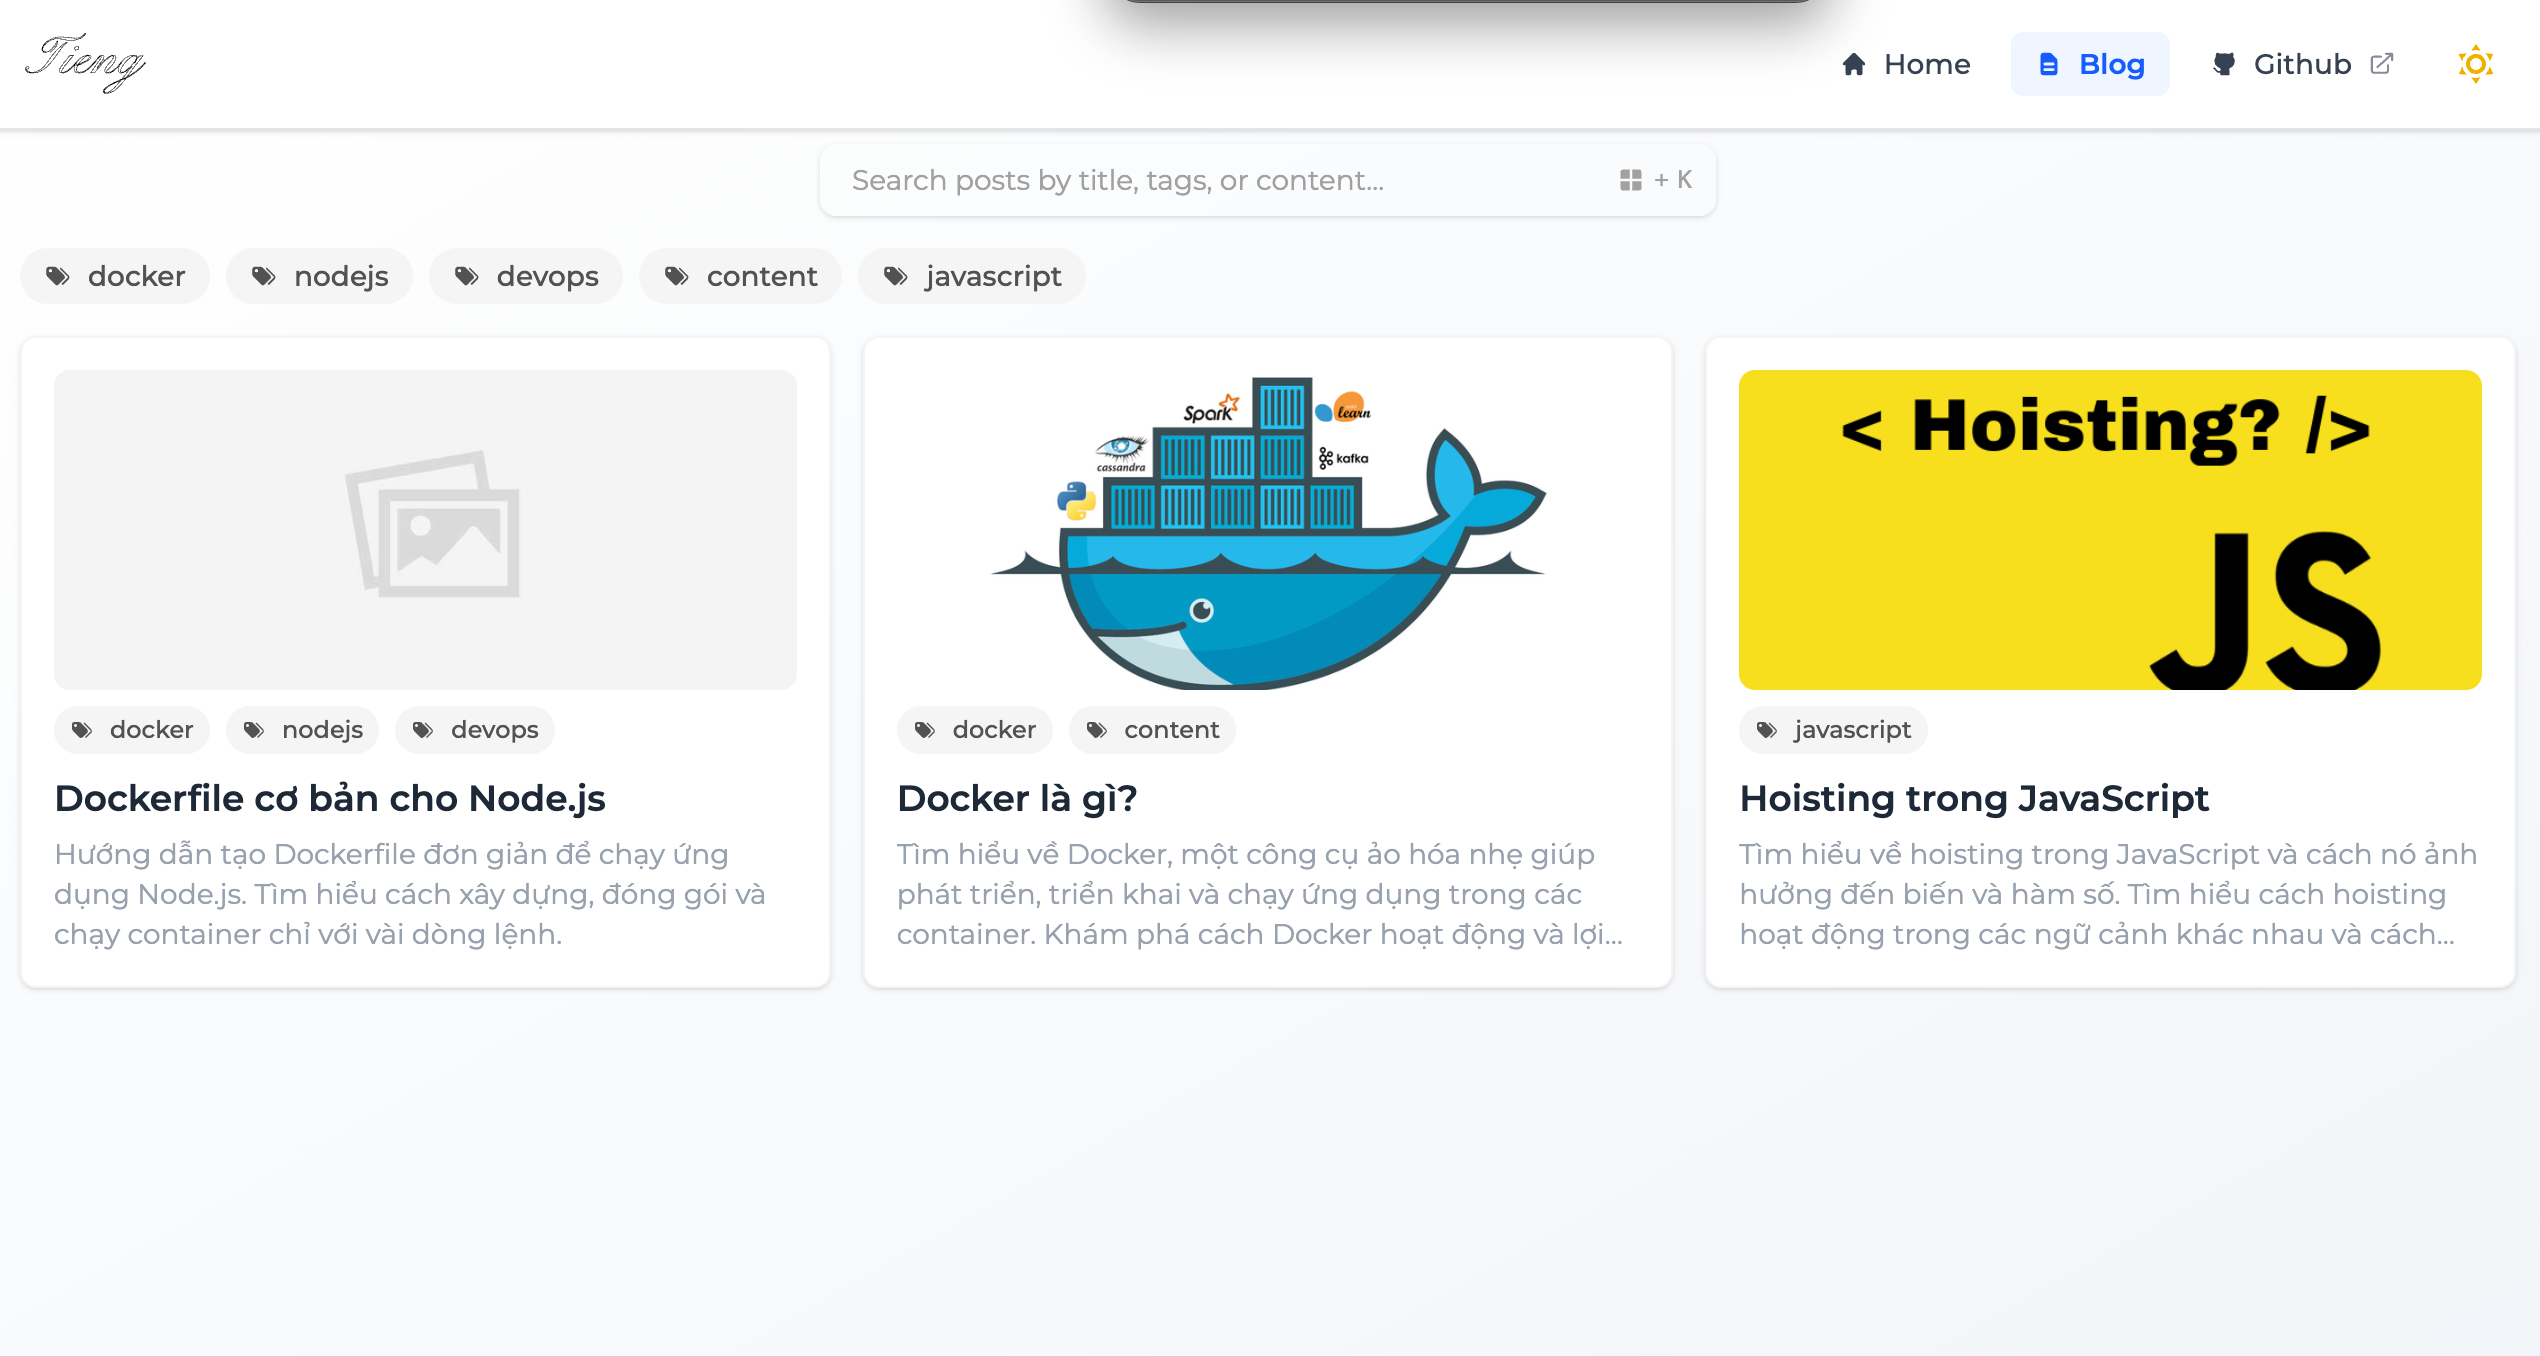 Tieng
Home
Blog
Github
Search posts by title, tags, or content...
+ K
docker
nodejs
devops
content
javascript
docker
nodejs
devops
Dockerfile cơ bản cho Node.js
Hướng dẫn tạo Dockerfile đơn giản để chạy ứng
dụng Node.js. Tìm hiểu cách xây dựng, đóng gói và
chạy container chỉ với vài dòng lệnh.
Spark
learn
cassandra
kafka
docker
content
Docker là gì?
Tìm hiểu về Docker, một công cụ ảo hóa nhẹ giúp
phát triển, triển khai và chạy ứng dụng trong các
container. Khám phá cách Docker hoạt động và lợi...
< Hoisting? />
JS
javascript
Hoisting trong JavaScript
Tìm hiểu về hoisting trong JavaScript và cách nó ảnh
hưởng đến biến và hàm số. Tìm hiểu cách hoisting
hoạt động trong các ngữ cảnh khác nhau và cách...